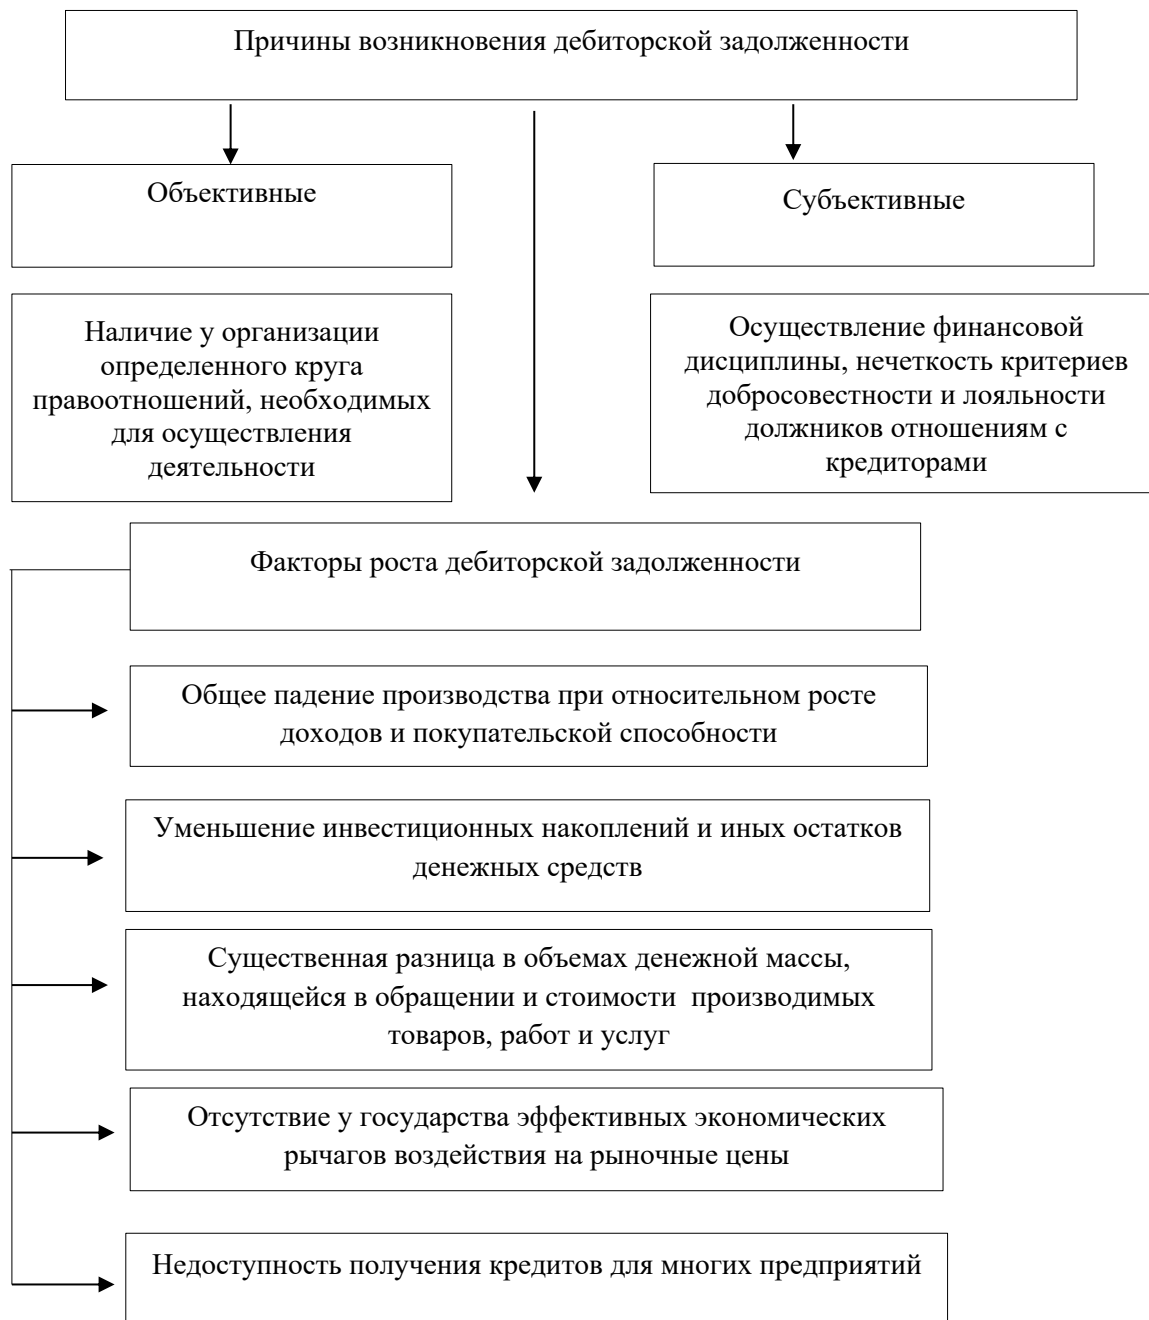 Причины возникновения дебиторской задолженности
Объективные
Субъективные
Наличие у организации
определенного круга
правоотношений, необходимых
для осуществления
деятельности
Осуществление финансовой
дисциплины, нечеткость критериев
добросовестности и лояльности
должников отношениям с
кредиторами
Факторы роста дебиторской задолженности
Общее падение производства при относительном росте
доходов и покупательской способности
Уменьшение инвестиционных накоплений и иных остатков
денежных средств
Существенная разница в объемах денежной массы,
находящейся в обращении и стоимости  производимых
товаров, работ и услуг
Отсутствие у государства эффективных экономических
рычагов воздействия на рыночные цены
Недоступность получения кредитов для многих предприятий